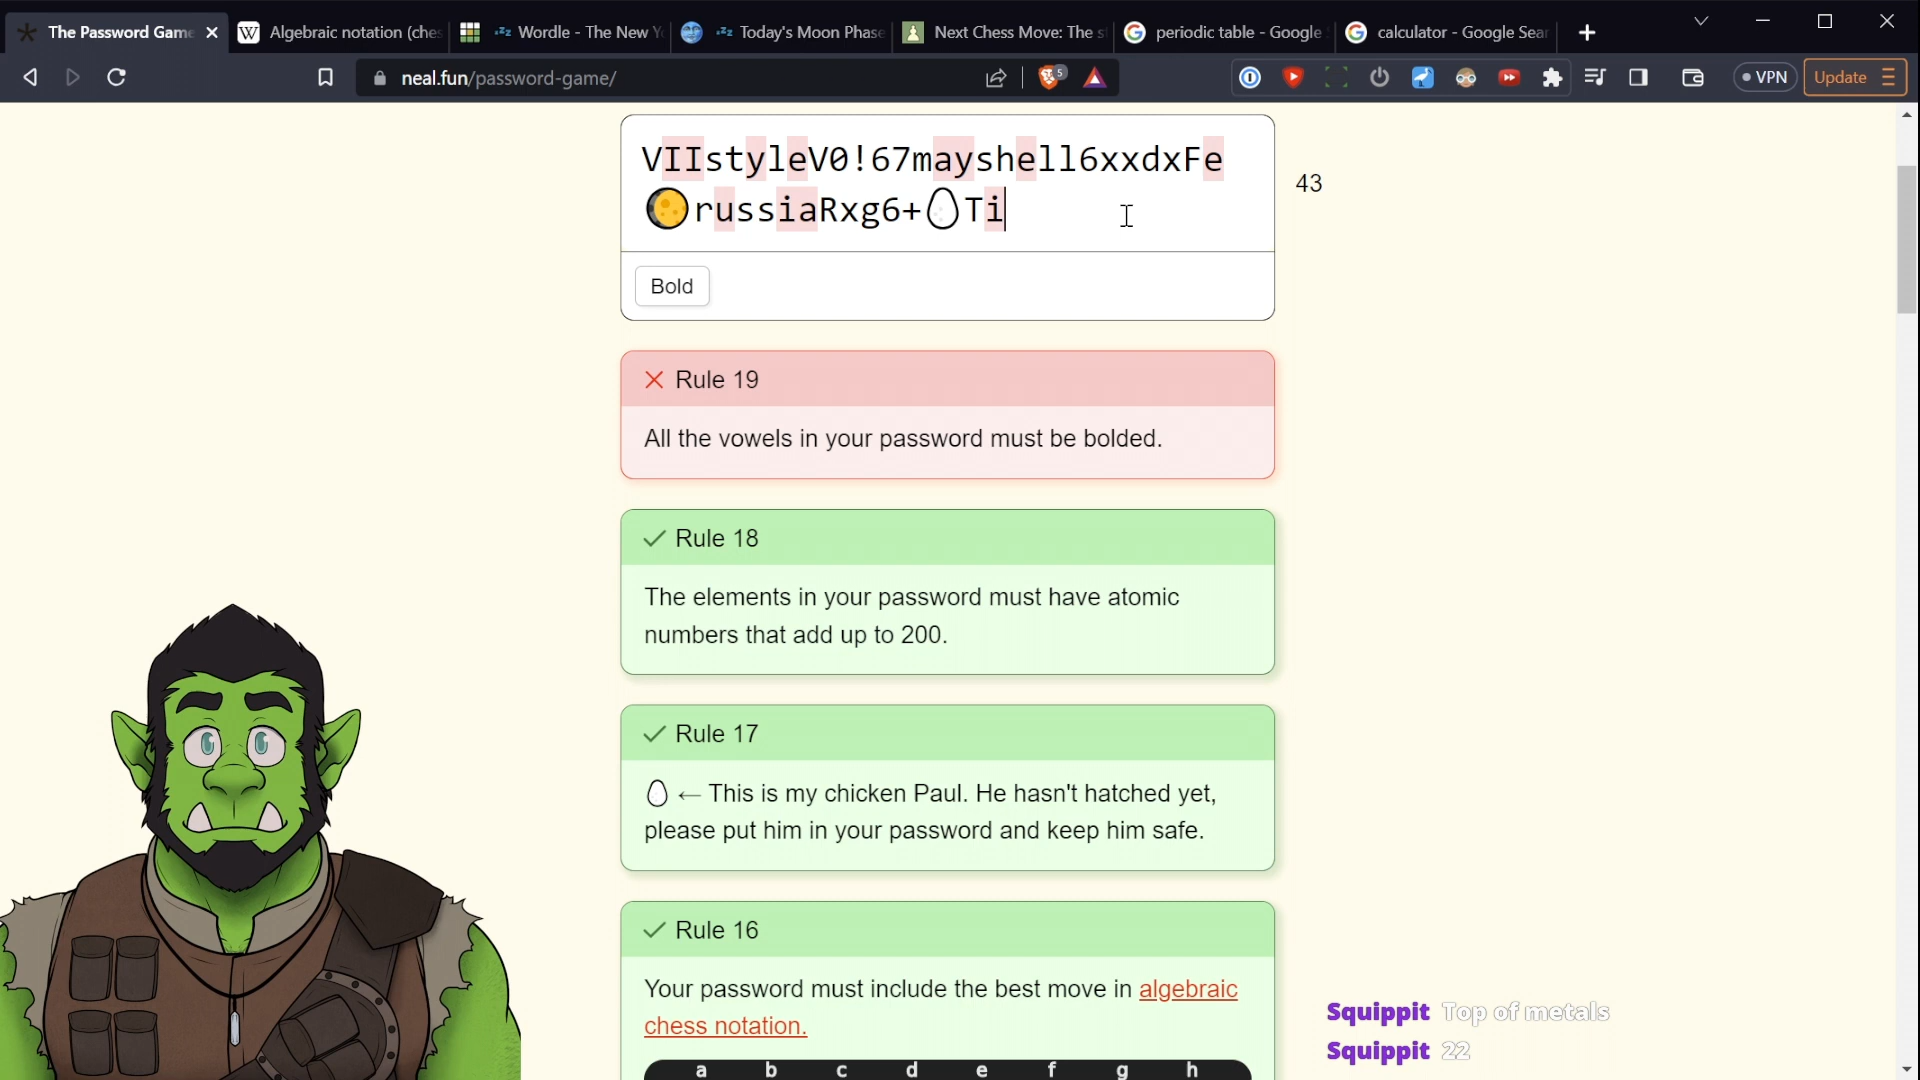 The Password Game
Algebraic notation (ches
Wordle - The New Y
Today's Moon Phase
Next Chess Move: The s
periodic table - Google
calculator - Google Sear
neal.fun/password-game/
5
VPN
Update
VIIstyleV0!67mayshell6xxdxFe
🌔russiaRxg6+🥚Ti
43
Bold
Rule 19
All the vowels in your password must be bolded.
Rule 18
The elements in your password must have atomic
numbers that add up to 200.
Rule 17
🥚 ← This is my chicken Paul. He hasn't hatched yet,
please put him in your password and keep him safe.
Rule 16
Your password must include the best move in algebraic
chess notation.
a b c d e f g h
Squippit Top of metals
Squippit 22